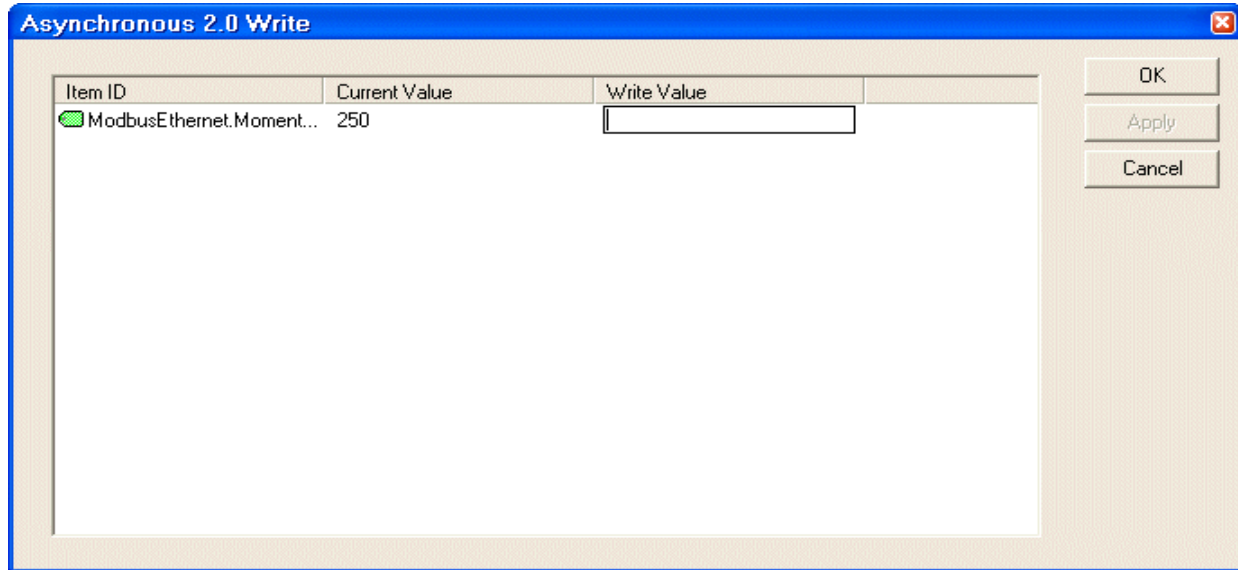 Asynchronous 2.0 Write
Item ID Current Value Write Value
ModbusEthernet.Moment... 250
OK
Apply
Cancel